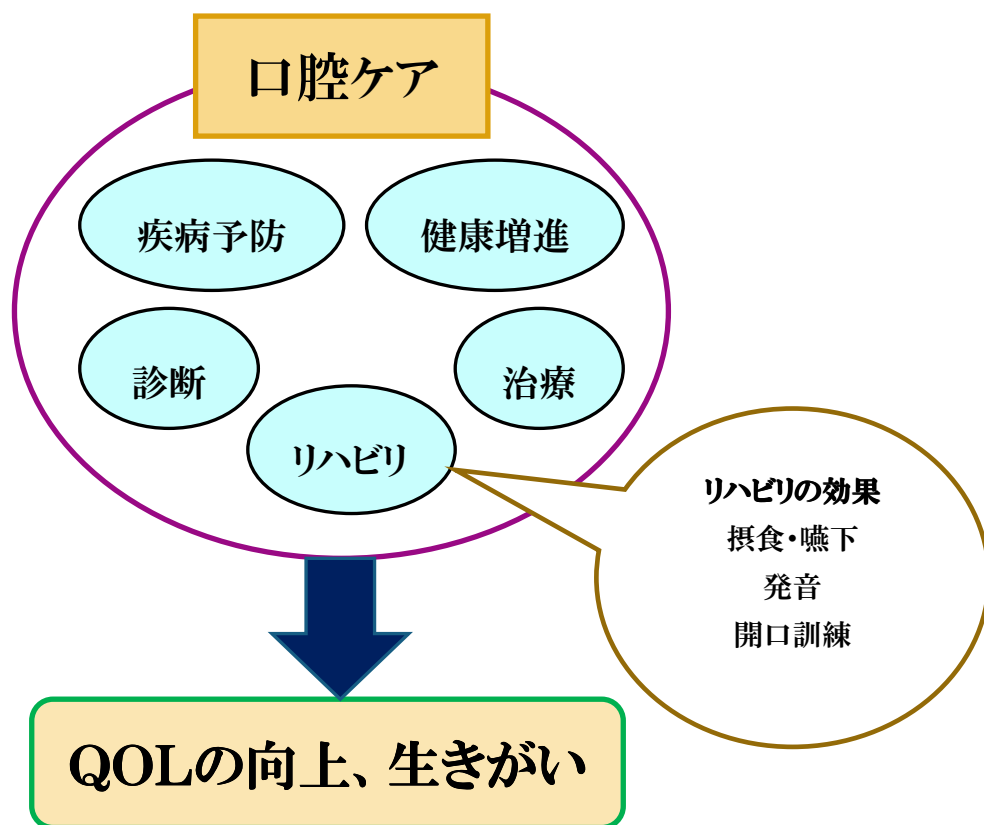 口腔ケア
疾病予防
健康増進
診断
治療
リハビリ
リハビリの効果
摂食・嚥下
発音
開口訓練
QOLの向上、生きがい